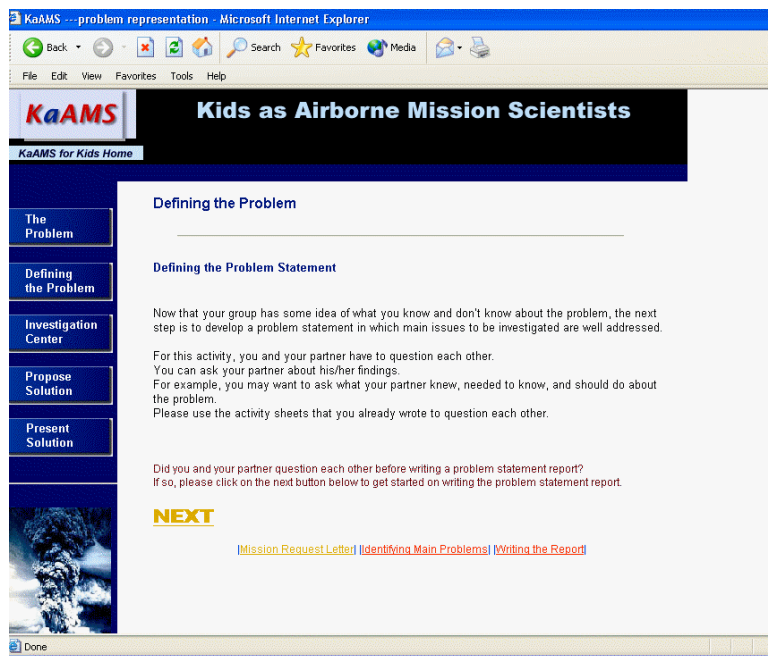 KaAMS ---problem representation - Microsoft Internet Explorer
Back
Search
Favorites
Media
File Edit View Favorites Tools Help
KaAMS
Kids as Airborne Mission Scientists
KaAMS for Kids Home
The
Problem
Defining
the Problem
Investigation
Center
Propose
Solution
Present
Solution
Defining the Problem
Defining the Problem Statement
Now that your group has some idea of what you know and don't know about the problem, the next
step is to develop a problem statement in which main issues to be investigated are well addressed.
For this activity, you and your partner have to question each other.
You can ask your partner about his/her findings.
For example, you may want to ask what your partner knew, needed to know, and should do about
the problem.
Please use the activity sheets that you already wrote to question each other.
Did you and your partner question each other before writing a problem statement report?
If so, please click on the next button below to get started on writing the problem statement report.
NEXT
|Mission Request Letter| |Identifying Main Problems| |Writing the Report|
Done